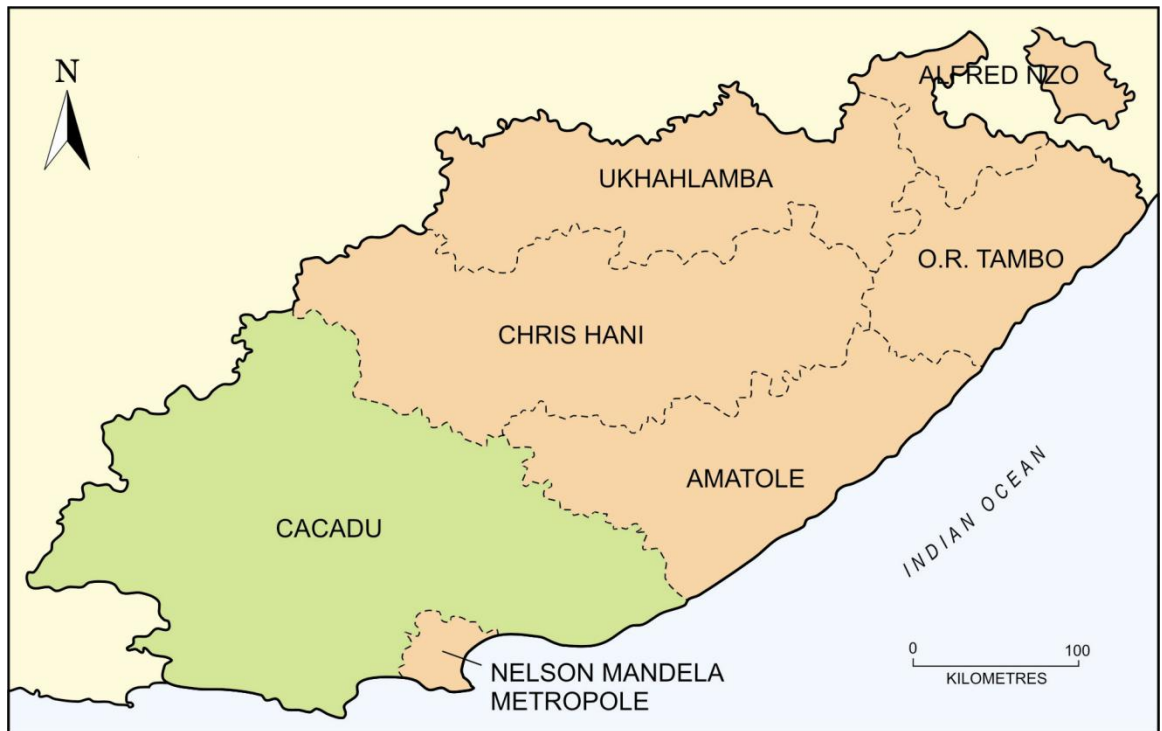 N
ALFRED NZO
UKHAHLAMBA
O.R. TAMBO
CHRIS HANI
AMATOLE
CACADU
INDIAN OCEAN
NELSON MANDELA
METROPOLE
0 100
KILOMETRES